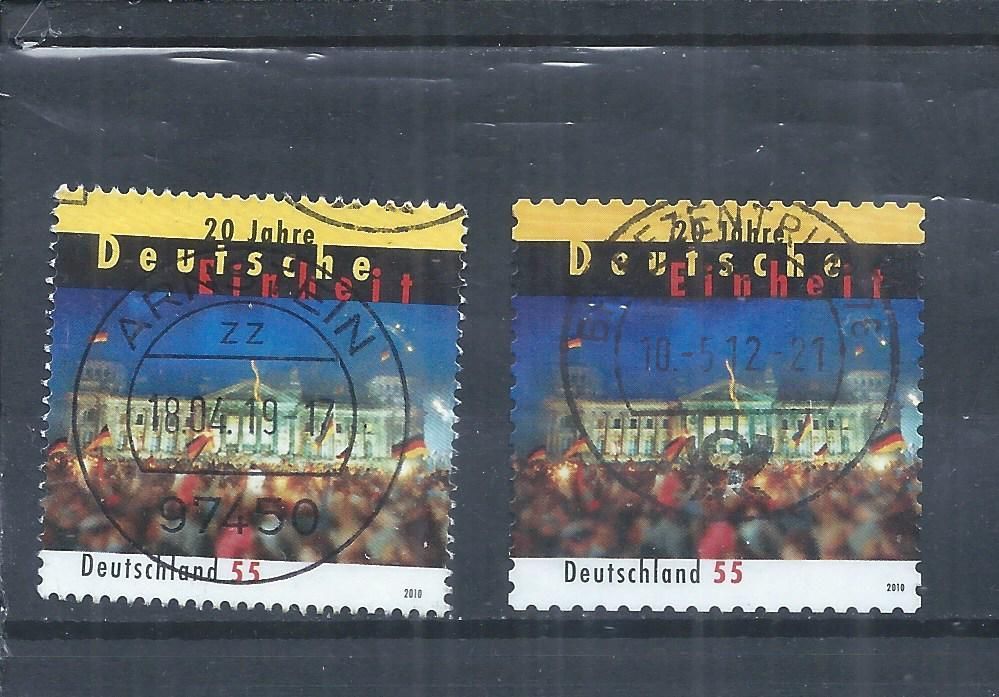 20 Jahre
Deutsche
Einheit
ARNSTEIN
ZZ
18.04.19-17
97450
Deutschland 55
2010
20 Jahre
Deutsche
Einheit
10.-5.12-21
Deutschland 55
2010